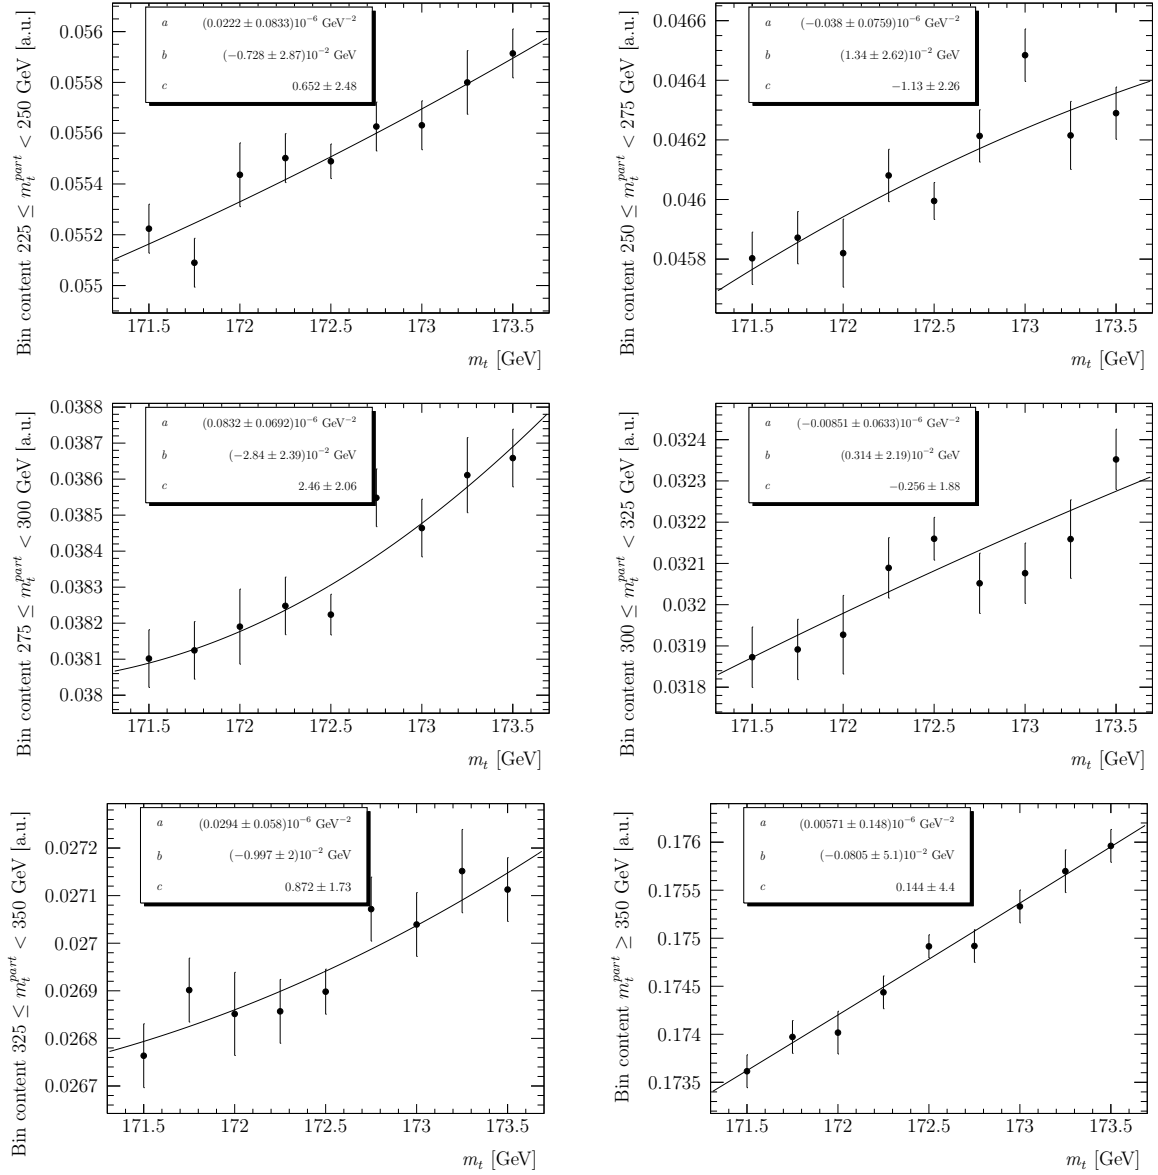 Bin content 225 ≤ m_t^{part} < 250 GeV [a.u.]
0.056
0.0558
0.0556
0.0554
0.0552
0.055
a (0.0222 ± 0.0833)10^{−6} GeV^{−2}
b (−0.728 ± 2.87)10^{−2} GeV
c 0.652 ± 2.48
171.5 172 172.5 173 173.5
m_t [GeV]
Bin content 250 ≤ m_t^{part} < 275 GeV [a.u.]
0.0466
0.0464
0.0462
0.046
0.0458
a (−0.038 ± 0.0759)10^{−6} GeV^{−2}
b (1.34 ± 2.62)10^{−2} GeV
c −1.13 ± 2.26
171.5 172 172.5 173 173.5
m_t [GeV]
Bin content 275 ≤ m_t^{part} < 300 GeV [a.u.]
0.0388
0.0387
0.0386
0.0385
0.0384
0.0383
0.0382
0.0381
0.038
a (0.0832 ± 0.0692)10^{−6} GeV^{−2}
b (−2.84 ± 2.39)10^{−2} GeV
c 2.46 ± 2.06
171.5 172 172.5 173 173.5
m_t [GeV]
Bin content 300 ≤ m_t^{part} < 325 GeV [a.u.]
0.0324
0.0323
0.0322
0.0321
0.032
0.0319
0.0318
a (−0.00851 ± 0.0633)10^{−6} GeV^{−2}
b (0.314 ± 2.19)10^{−2} GeV
c −0.256 ± 1.88
171.5 172 172.5 173 173.5
m_t [GeV]
Bin content 325 ≤ m_t^{part} < 350 GeV [a.u.]
0.0272
0.0271
0.027
0.0269
0.0268
0.0267
a (0.0294 ± 0.058)10^{−6} GeV^{−2}
b (−0.997 ± 2)10^{−2} GeV
c 0.872 ± 1.73
171.5 172 172.5 173 173.5
m_t [GeV]
Bin content m_t^{part} ≥ 350 GeV [a.u.]
0.176
0.1755
0.175
0.1745
0.174
0.1735
a (0.00571 ± 0.148)10^{−6} GeV^{−2}
b (−0.0805 ± 5.1)10^{−2} GeV
c 0.144 ± 4.4
171.5 172 172.5 173 173.5
m_t [GeV]